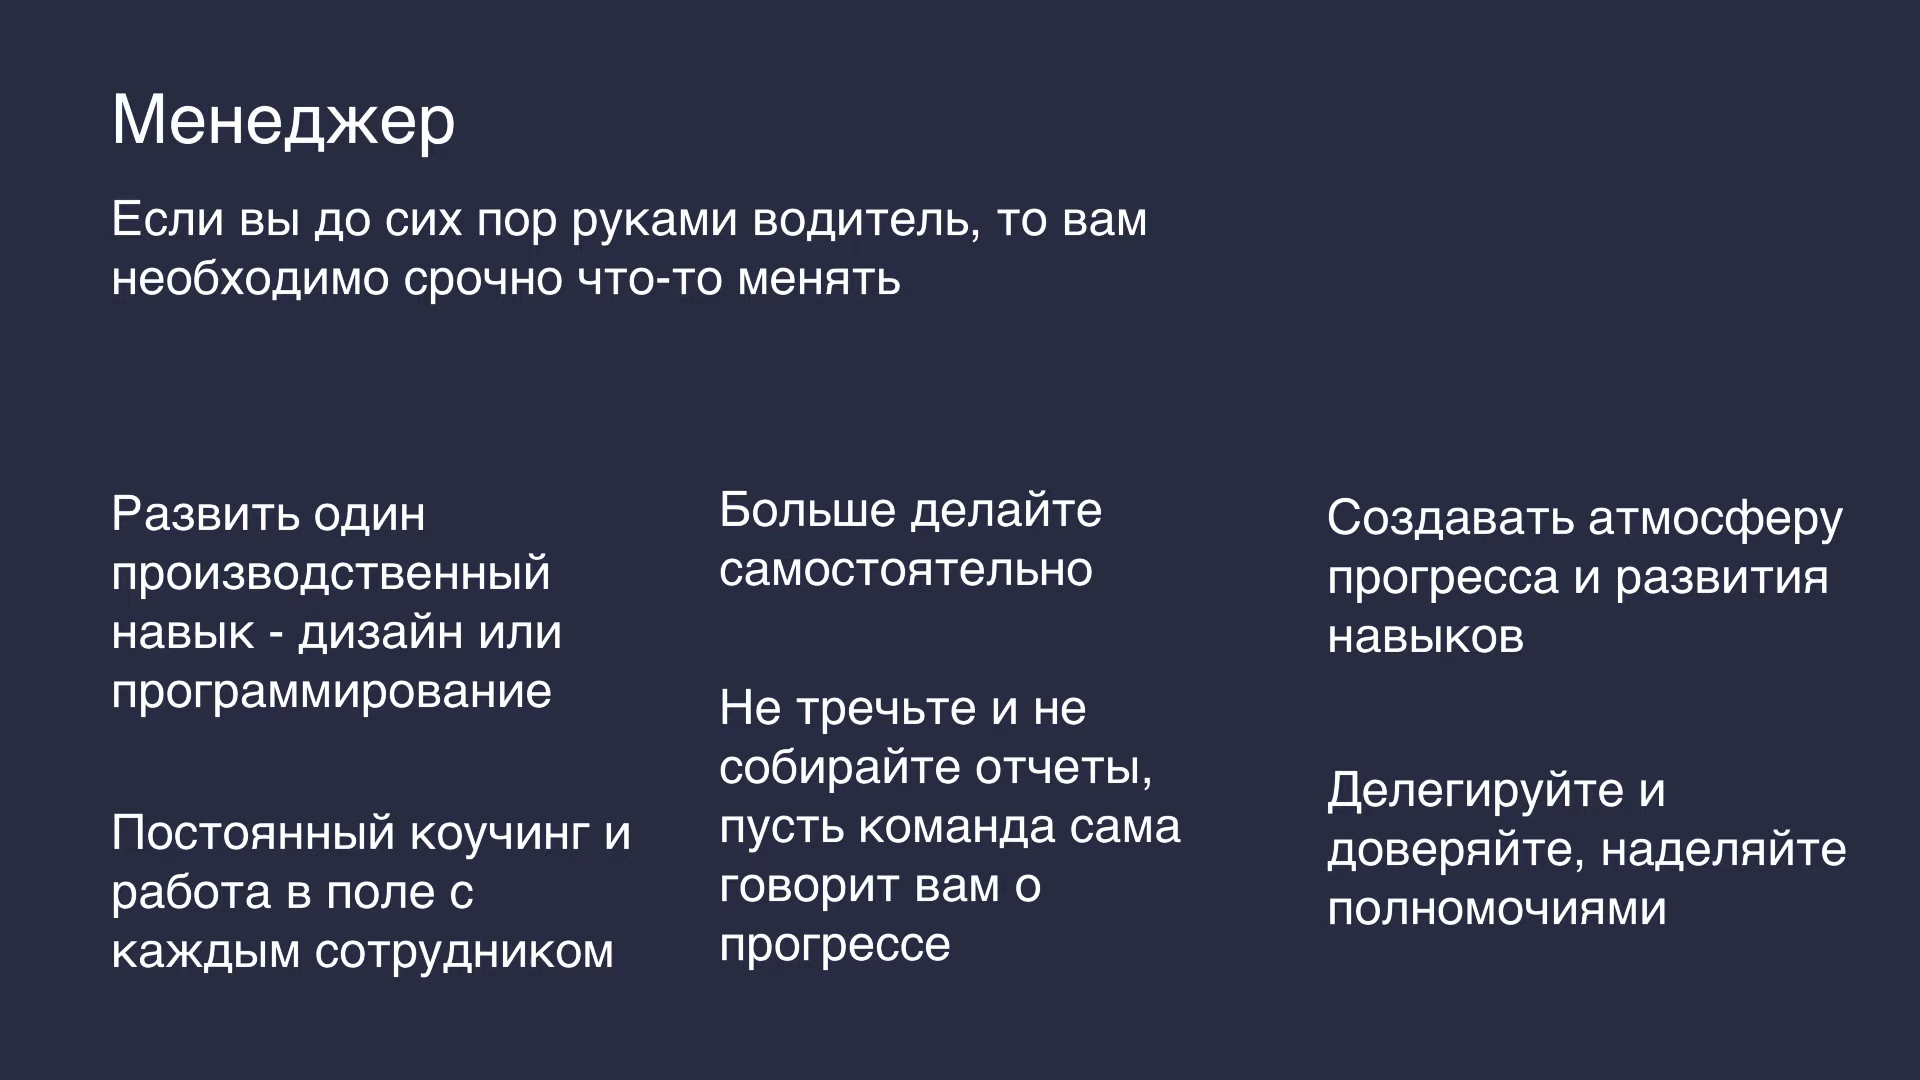 Менеджер
Если вы до сих пор руками водитель, то вам
необходимо срочно что-то менять
Развить один
производственный
навык - дизайн или
программирование
Постоянный коучинг и
работа в поле с
каждым сотрудником
Больше делайте
самостоятельно
Не тречьте и не
собирайте отчеты,
пусть команда сама
говорит вам о
прогрессе
Создавать атмосферу
прогресса и развития
навыков
Делегируйте и
доверяйте, наделяйте
полномочиями